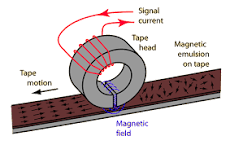 Signal
current
Tape
head
Magnetic
emulsion
on tape
Tape
motion
Magnetic
field